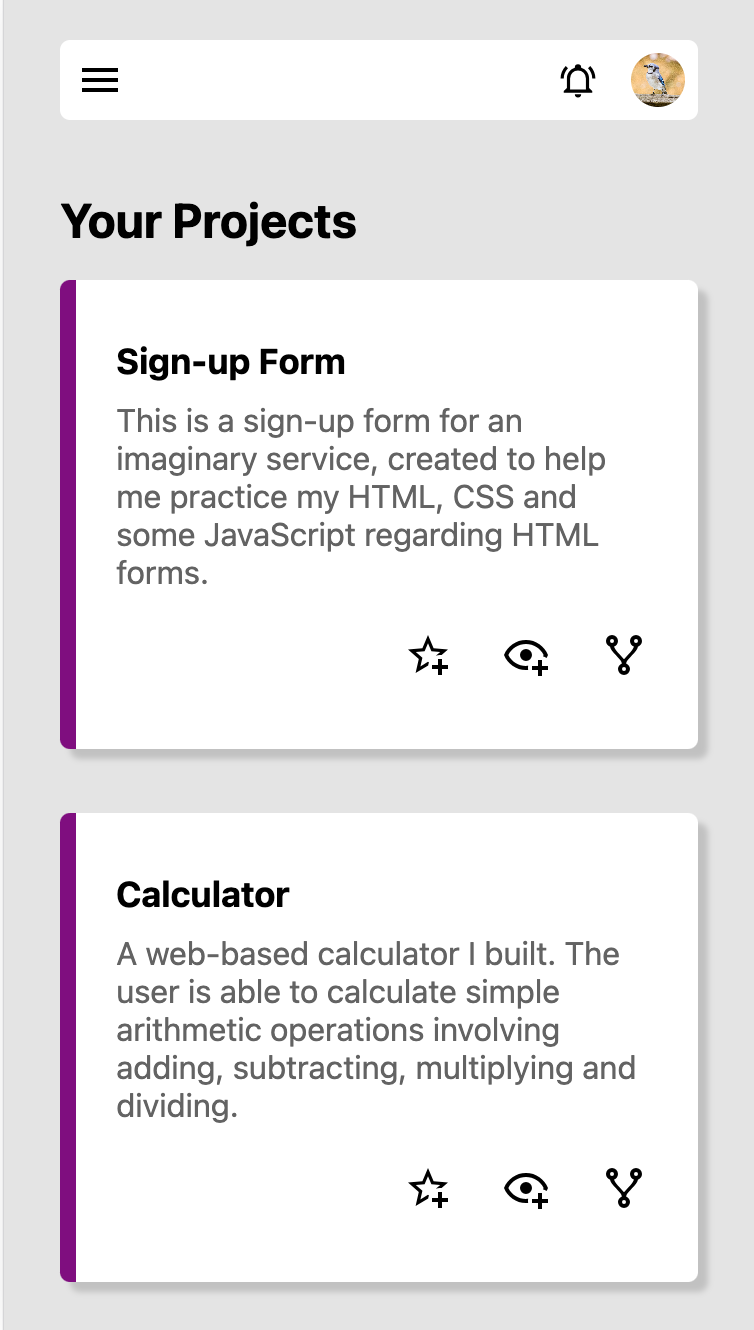 Your Projects
Sign-up Form
This is a sign-up form for an
imaginary service, created to help
me practice my HTML, CSS and
some JavaScript regarding HTML
forms.
Calculator
A web-based calculator I built. The
user is able to calculate simple
arithmetic operations involving
adding, subtracting, multiplying and
dividing.